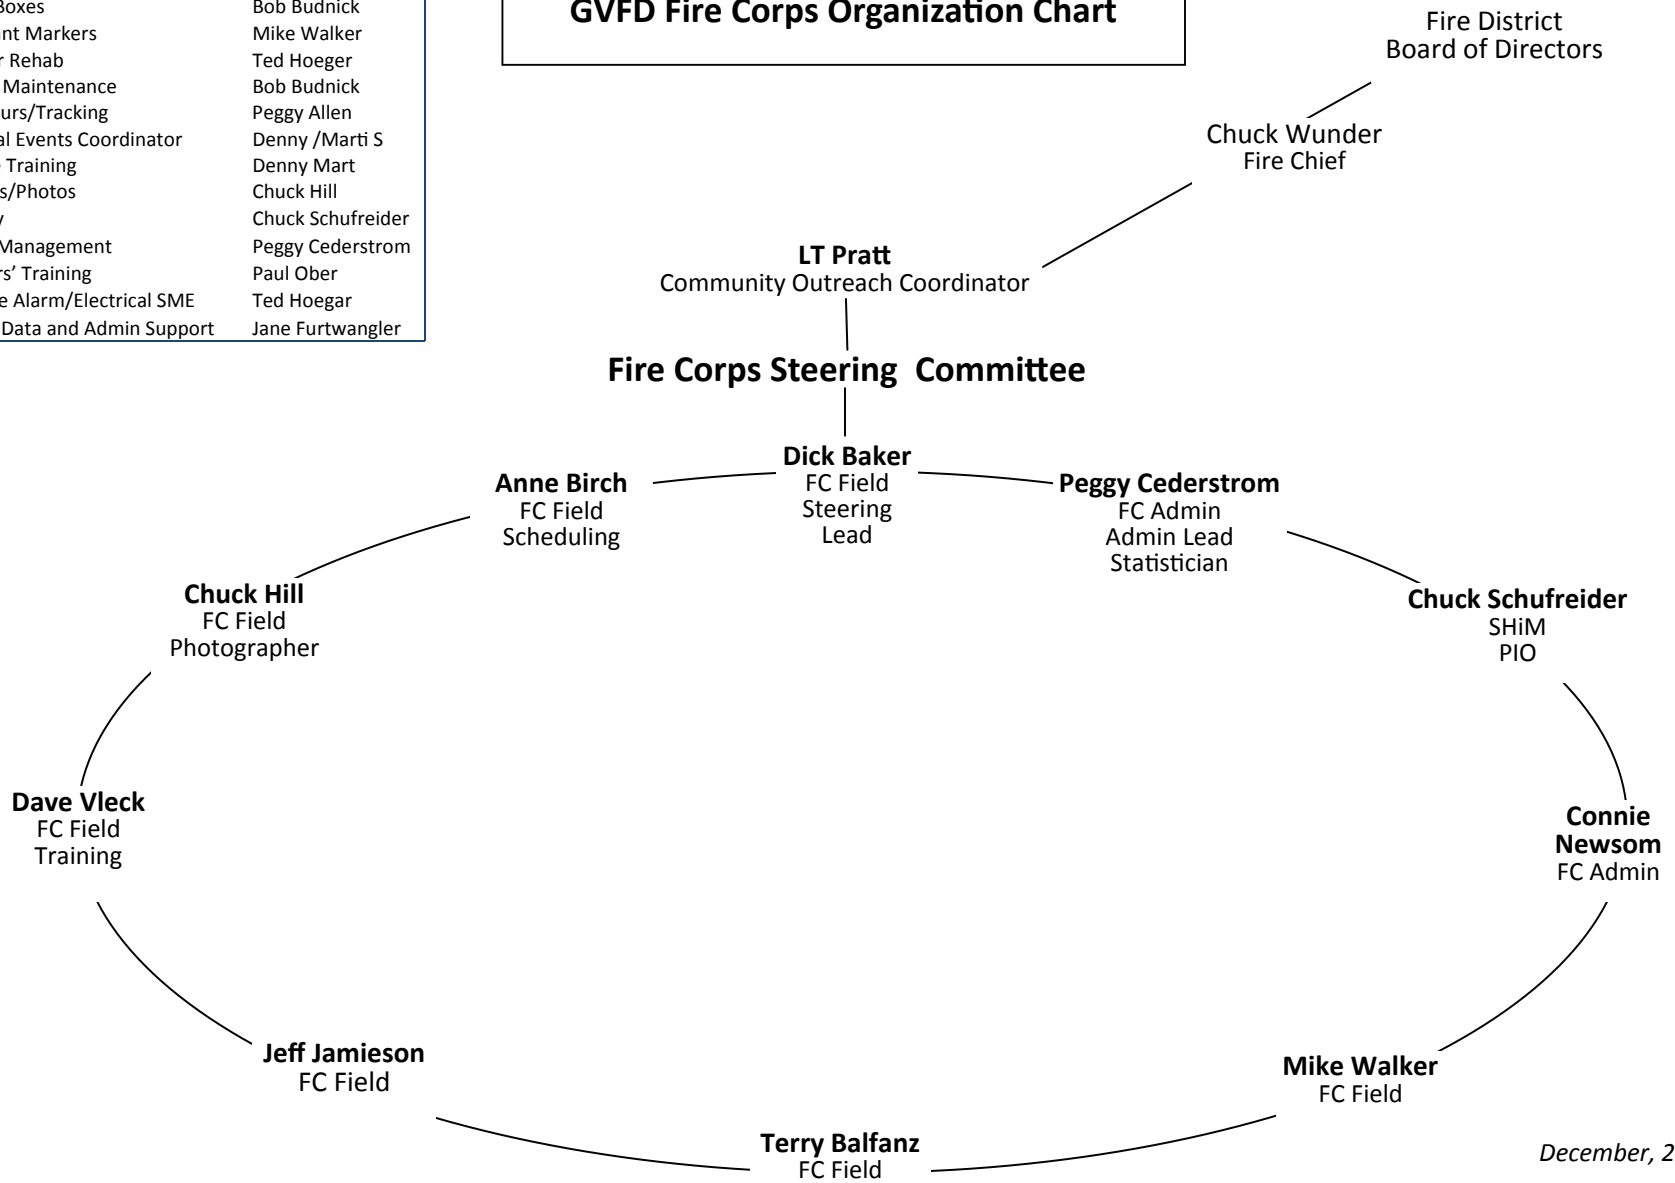 Boxes Bob Budnick
nt Markers Mike Walker
r Rehab Ted Hoeger
Maintenance Bob Budnick
urs/Tracking Peggy Allen
al Events Coordinator Denny /Marti S
e Training Denny Mart
s/Photos Chuck Hill
y Chuck Schufreider
Management Peggy Cederstrom
rs’ Training Paul Ober
e Alarm/Electrical SME Ted Hoegar
Data and Admin Support Jane Furtwangler
GVFD Fire Corps Organization Chart
Fire District
Board of Directors
Chuck Wunder
Fire Chief
LT Pratt
Community Outreach Coordinator
Fire Corps Steering Committee
Dick Baker
FC Field
Steering
Lead
Anne Birch
FC Field
Scheduling
Peggy Cederstrom
FC Admin
Admin Lead
Statistician
Chuck Hill
FC Field
Photographer
Chuck Schufreider
SHiM
PIO
Dave Vleck
FC Field
Training
Connie
Newsom
FC Admin
Jeff Jamieson
FC Field
Mike Walker
FC Field
Terry Balfanz
FC Field
December, 2